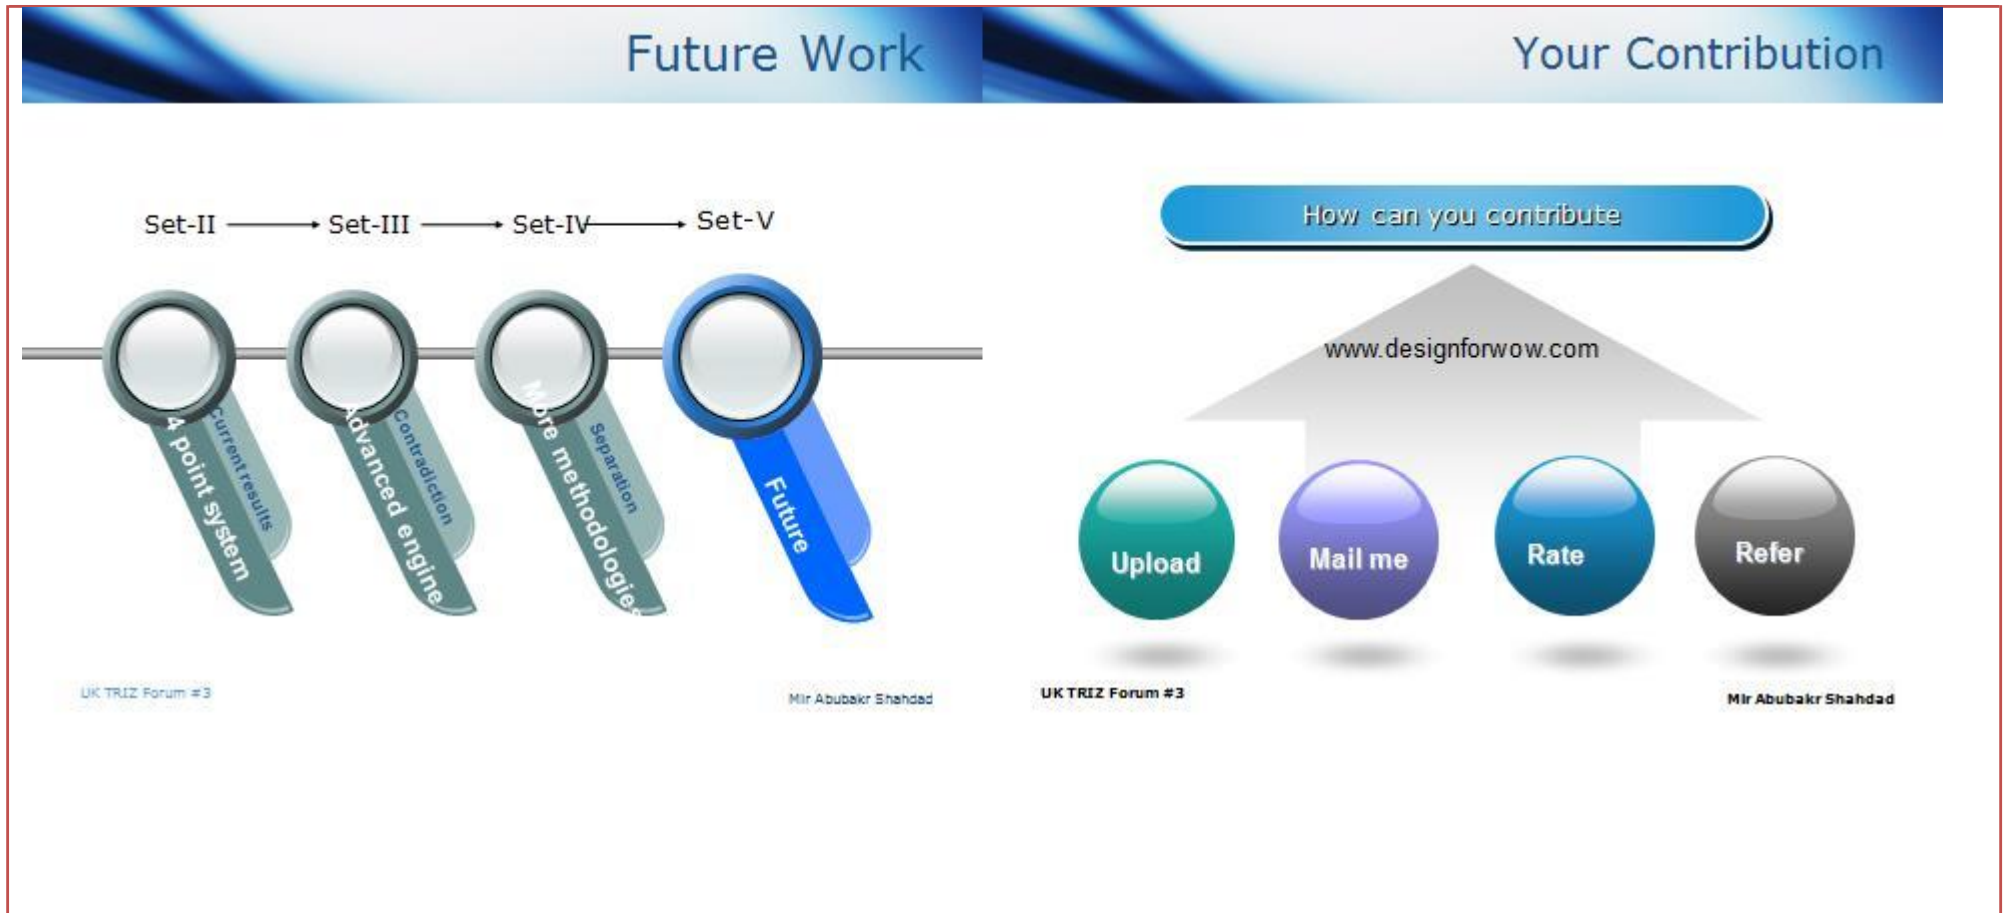 Future Work
Set-II
Set-III
Set-IV
Set-V
4 point system
Current results
Advanced engine
Contradiction
More methodologies
Separation
Future
UK TRIZ Forum #3
Mir Abubakr Shahdad
Your Contribution
How can you contribute
www.designforwow.com
Upload
Mail me
Rate
Refer
UK TRIZ Forum #3
Mir Abubakr Shahdad